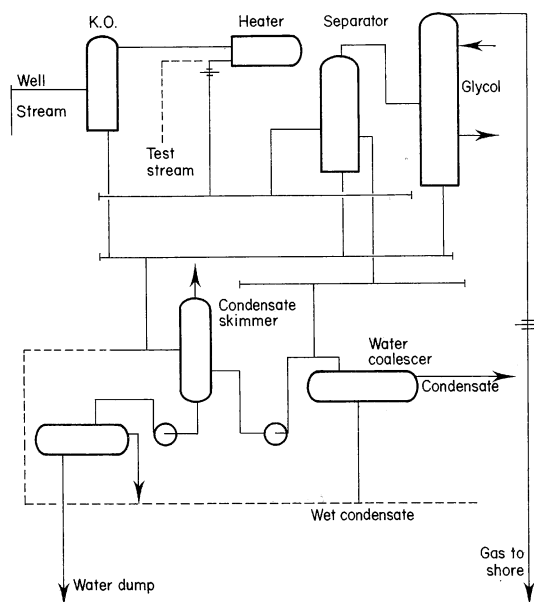 K.O.
Heater
Separator
Well
Stream
Glycol
Test
stream
Condensate
skimmer
Water
coalescer
Condensate
Wet condensate
Water dump
Gas to
shore